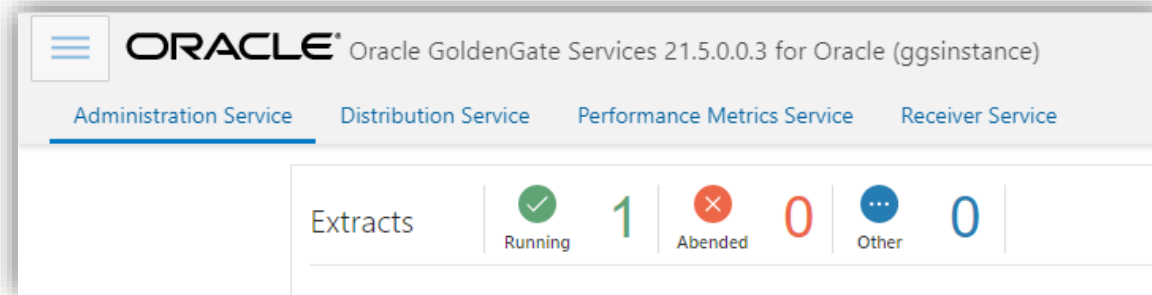 ORACLE® Oracle GoldenGate Services 21.5.0.0.3 for Oracle (ggsinstance)
Administration Service Distribution Service Performance Metrics Service Receiver Service
Extracts Running 1 Abended 0 Other 0